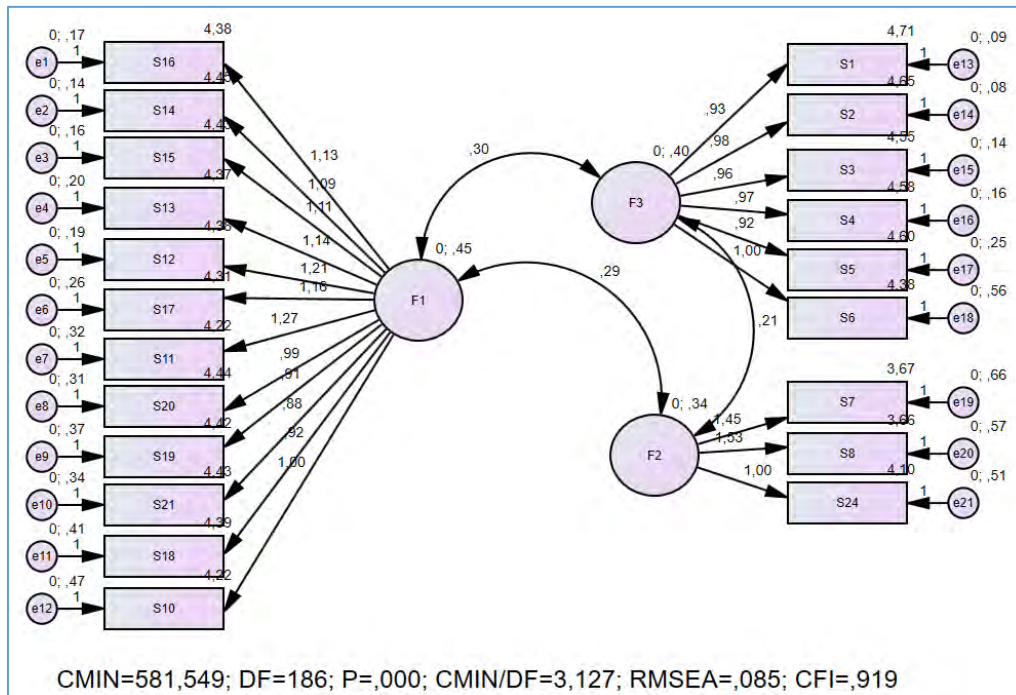 4,38
0; ,17
e1
1
S16
4,45
0; ,14
e2
1
S14
4,43
0; ,16
e3
1
S15
4,37
0; ,20
e4
1
S13
4,38
0; ,19
e5
1
S12
4,31
0; ,26
e6
1
S17
4,22
0; ,32
e7
1
S11
4,44
0; ,31
e8
1
S20
4,42
0; ,37
e9
1
S19
4,43
0; ,34
e10
1
S21
4,39
0; ,41
e11
1
S18
4,22
0; ,47
e12
1
S10
1,13
1,09
1,11
1,14
1,21
1,16
1,27
,99
,91
,88
,92
1,00
0; ,45
F1
,30
,29
,21
0; ,40
F3
,93
,98
,96
,97
,92
1,00
4,71
S1
1
0; ,09
e13
4,65
S2
1
0; ,08
e14
4,55
S3
1
0; ,14
e15
4,58
S4
1
0; ,16
e16
4,60
S5
1
0; ,25
e17
4,38
S6
1
0; ,56
e18
0; ,34
F2
1,45
1,53
1,00
3,67
S7
1
0; ,66
e19
3,66
S8
1
0; ,57
e20
4,10
S24
1
0; ,51
e21
CMIN=581,549; DF=186; P=,000; CMIN/DF=3,127; RMSEA=,085; CFI=,919